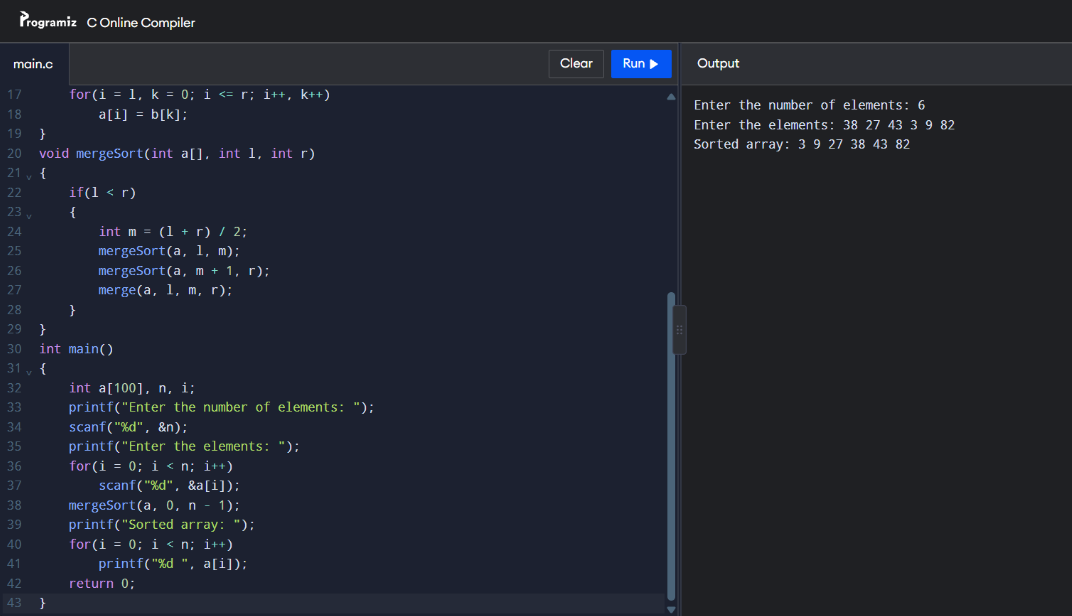 Programiz C Online Compiler
main.c
Clear
Run
Output
17 for(i = l, k = 0; i <= r; i++, k++)
18 a[i] = b[k];
19 }
20 void mergeSort(int a[], int l, int r)
21 {
22 if(l < r)
23 {
24 int m = (l + r) / 2;
25 mergeSort(a, l, m);
26 mergeSort(a, m + 1, r);
27 merge(a, l, m, r);
28 }
29 }
30 int main()
31 {
32 int a[100], n, i;
33 printf("Enter the number of elements: ");
34 scanf("%d", &n);
35 printf("Enter the elements: ");
36 for(i = 0; i < n; i++)
37 scanf("%d", &a[i]);
38 mergeSort(a, 0, n - 1);
39 printf("Sorted array: ");
40 for(i = 0; i < n; i++)
41 printf("%d ", a[i]);
42 return 0;
43 }
Enter the number of elements: 6
Enter the elements: 38 27 43 3 9 82
Sorted array: 3 9 27 38 43 82